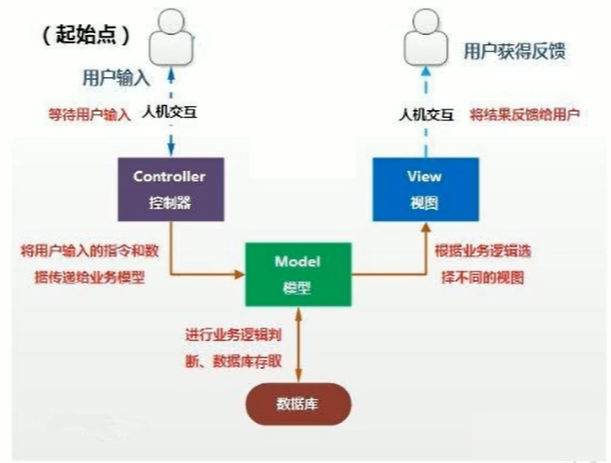 （起始点）
用户输入
用户获得反馈
等待用户输入
人机交互
人机交互
将结果反馈给用户
Controller
控制器
View
视图
将用户输入的指令和数
据传递给业务模型
Model
模型
根据业务逻辑选
择不同的视图
进行业务逻辑判
断、数据库存取
数据库